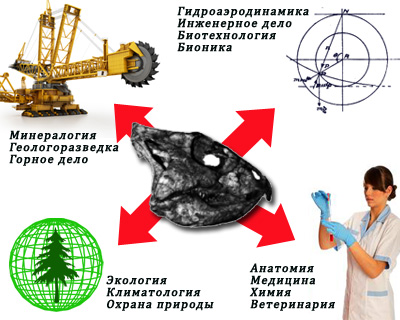 Гидроаэродинамика
Инженерное дело
Биотехнология
Бионика
Минералогия
Геологоразведка
Горное дело
Экология
Климатология
Охрана природы
Анатомия
Медицина
Химия
Ветеринария